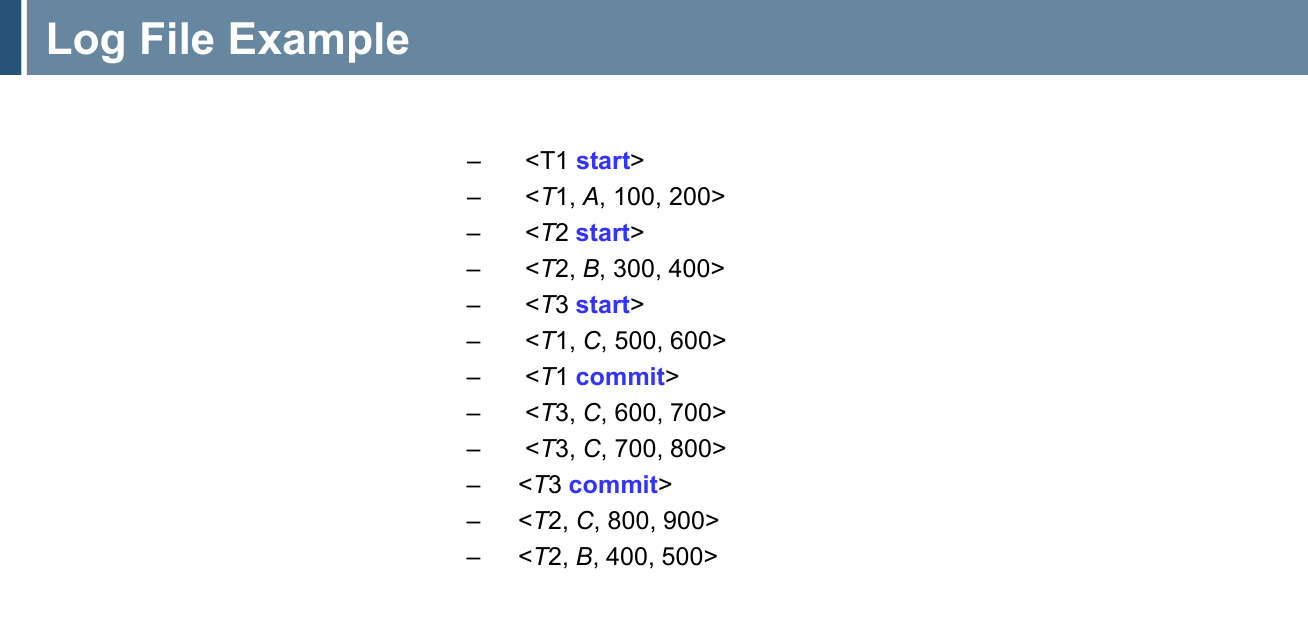 Log File Example
– <T1 start>
– <T1, A, 100, 200>
– <T2 start>
– <T2, B, 300, 400>
– <T3 start>
– <T1, C, 500, 600>
– <T1 commit>
– <T3, C, 600, 700>
– <T3, C, 700, 800>
– <T3 commit>
– <T2, C, 800, 900>
– <T2, B, 400, 500>